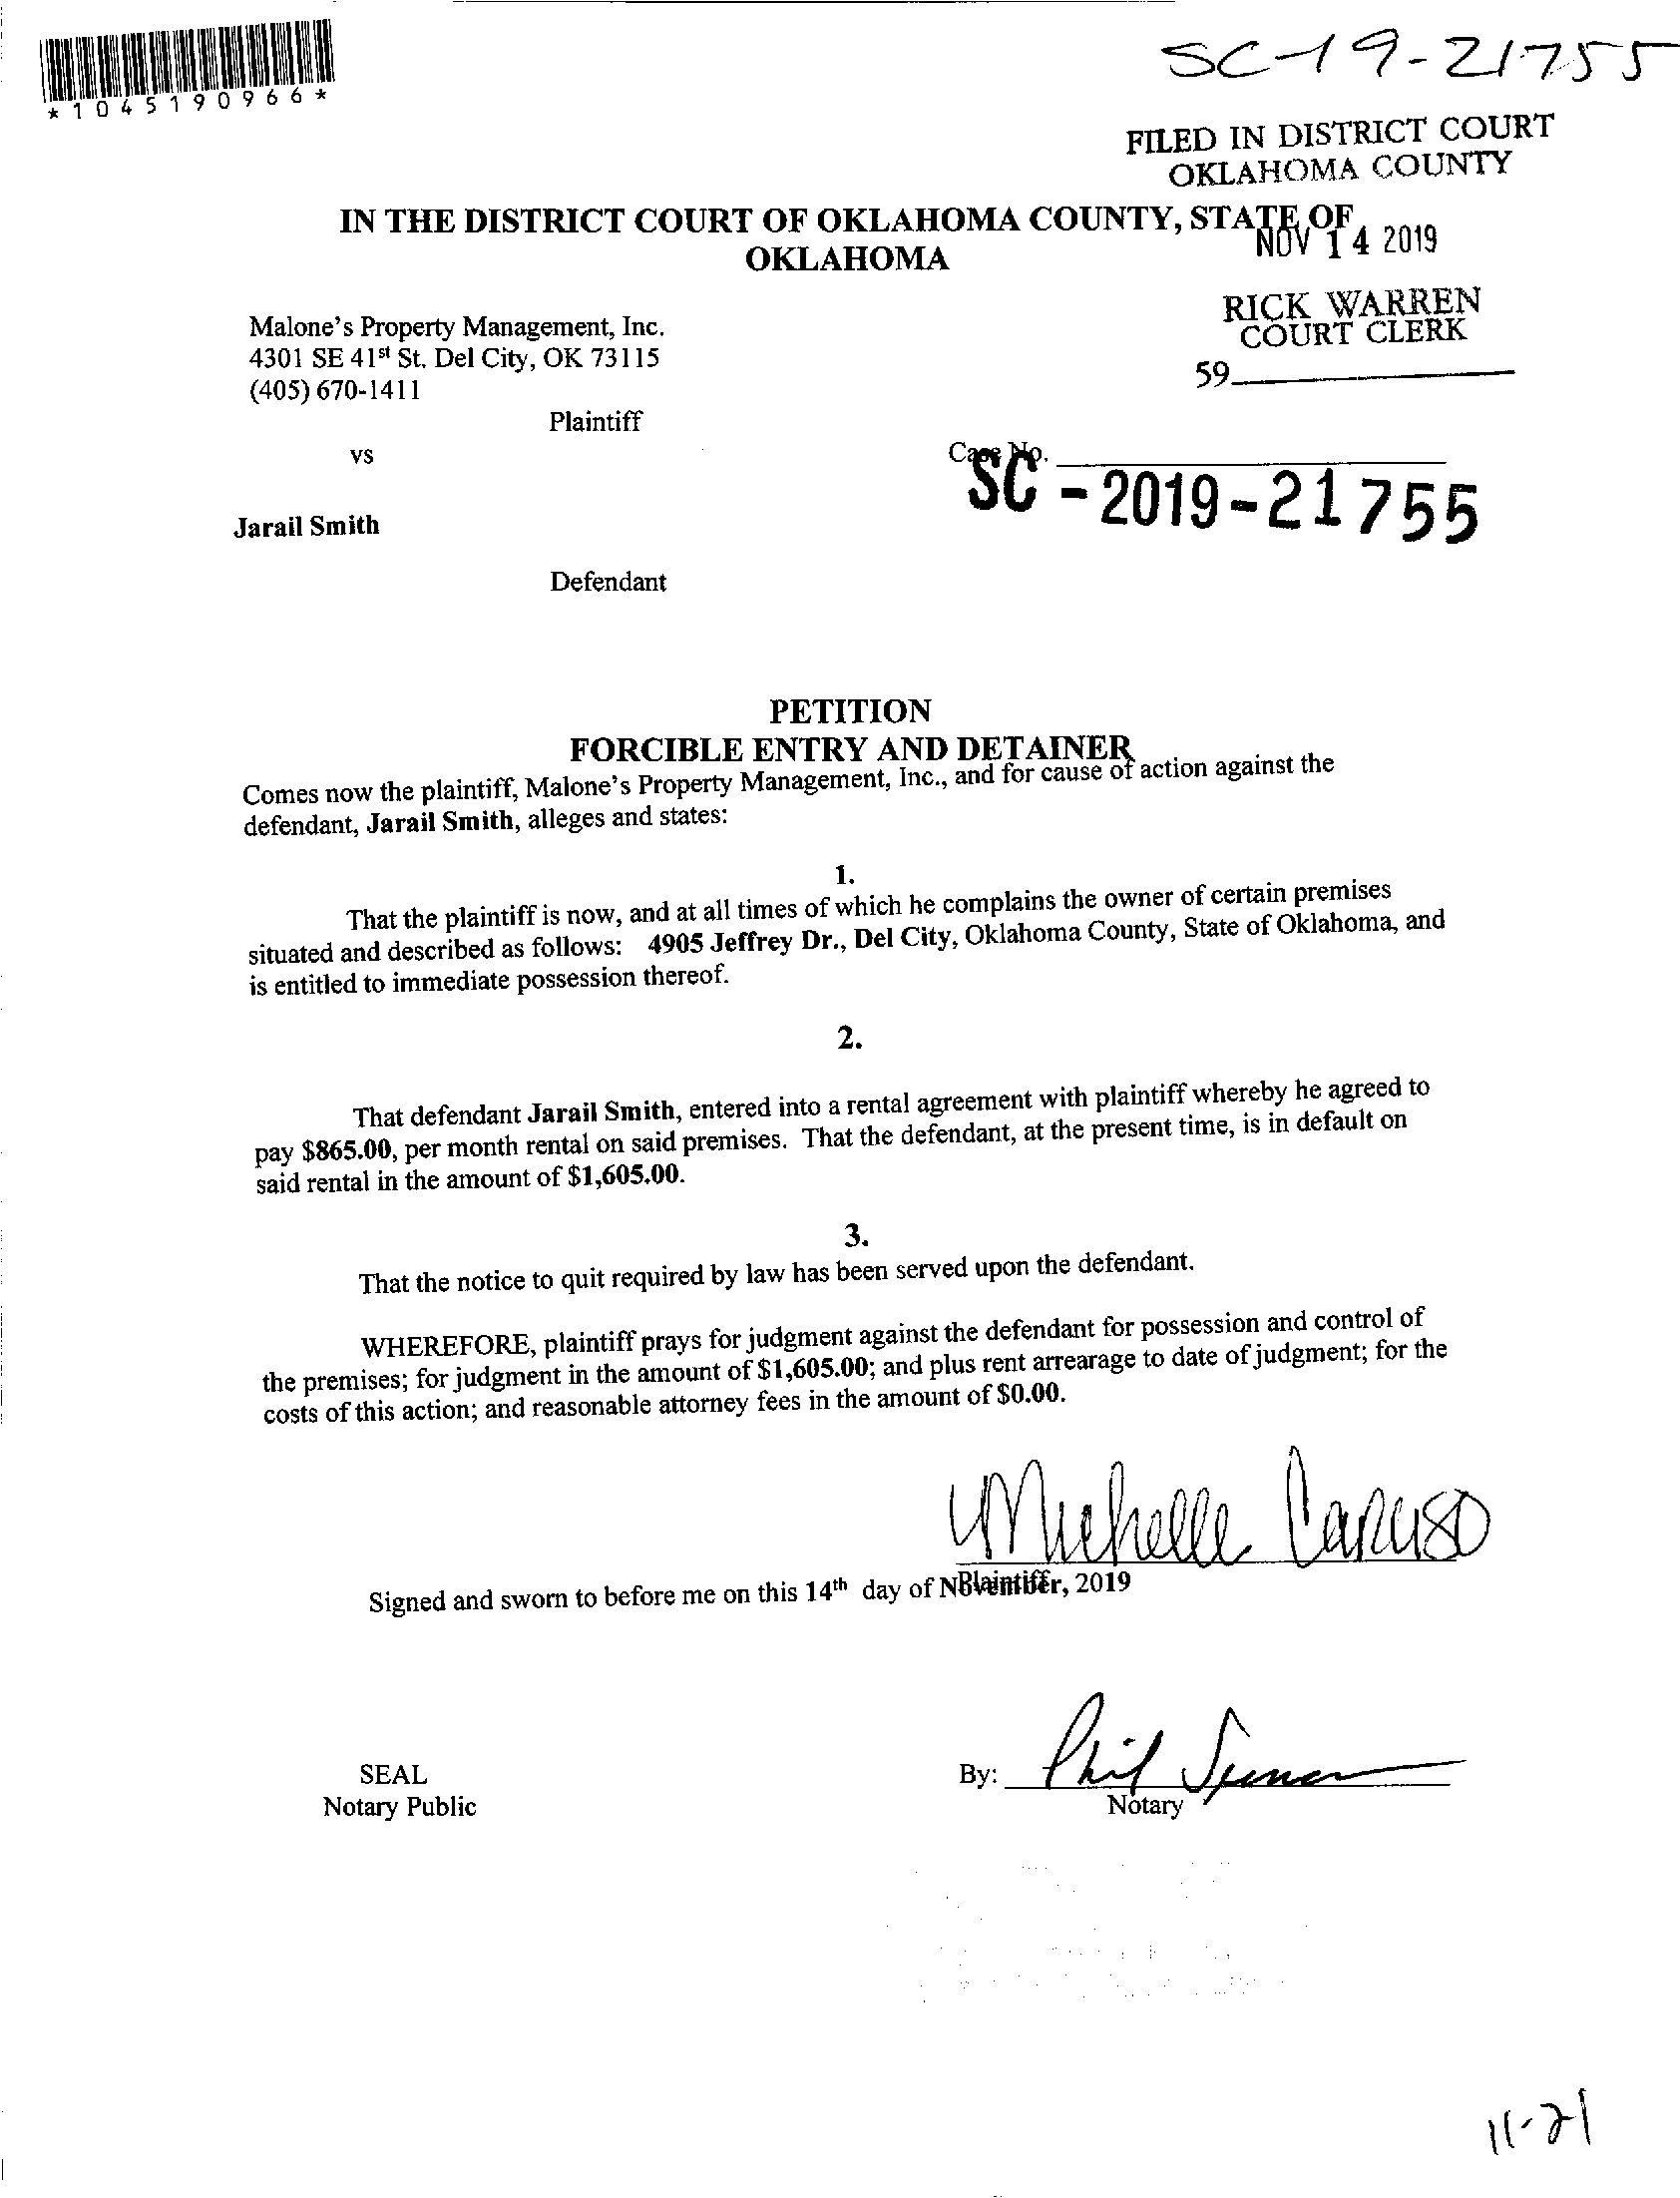 *1045190966*
SC-19-21755
FILED IN DISTRICT COURT
OKLAHOMA COUNTY
IN THE DISTRICT COURT OF OKLAHOMA COUNTY, STATE OF
OKLAHOMA
NOV 14 2019
RICK WARREN
COURT CLERK
59
Malone's Property Management, Inc.
4301 SE 41st St. Del City, OK 73115
(405) 670-1411
Plaintiff
vs
Case No.
SC - 2019-21755
Jarail Smith
Defendant
PETITION
FORCIBLE ENTRY AND DETAINER
Comes now the plaintiff, Malone's Property Management, Inc., and for cause of action against the
defendant, Jarail Smith, alleges and states:
1.
That the plaintiff is now, and at all times of which he complains the owner of certain premises
situated and described as follows: 4905 Jeffrey Dr., Del City, Oklahoma County, State of Oklahoma, and
is entitled to immediate possession thereof.
2.
That defendant Jarail Smith, entered into a rental agreement with plaintiff whereby he agreed to
pay $865.00, per month rental on said premises. That the defendant, at the present time, is in default on
said rental in the amount of $1,605.00.
3.
That the notice to quit required by law has been served upon the defendant.
WHEREFORE, plaintiff prays for judgment against the defendant for possession and control of
the premises; for judgment in the amount of $1,605.00; and plus rent arrearage to date of judgment; for the
costs of this action; and reasonable attorney fees in the amount of $0.00.
Michelle Caruso
Plaintiff
Signed and sworn to before me on this 14th day of November, 2019
SEAL
Notary Public
By: Phil
Notary
11-21